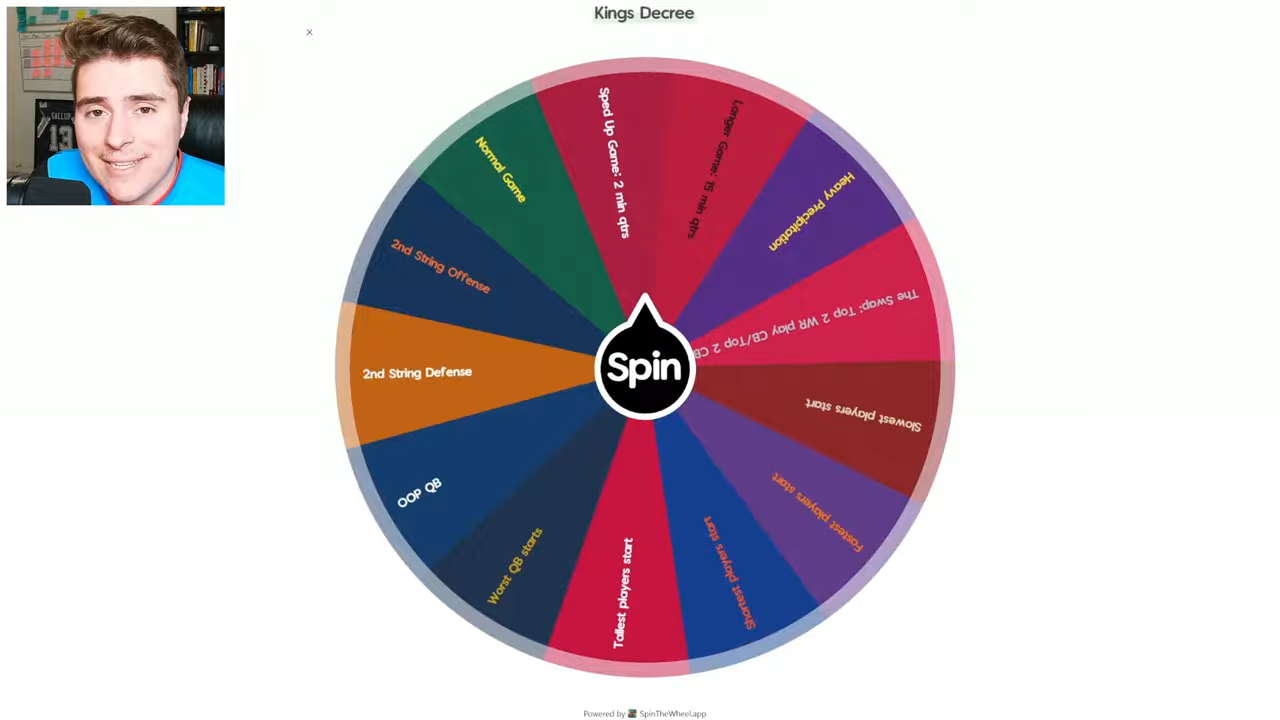 Kings Decree
×
GALLUP
13
Sped Up Game: 2 min qtrs
Longer Game: 15 min qtrs
Heavy Precipitation
The Swap: Top 2 WR play CB/Top 2 CB
Slowest players start
Fastest players start
Shortest players start
Tallest players start
Worst QB starts
OOP QB
2nd String Defense
2nd String Offense
Normal Game
Spin
Powered by SpinTheWheel.app